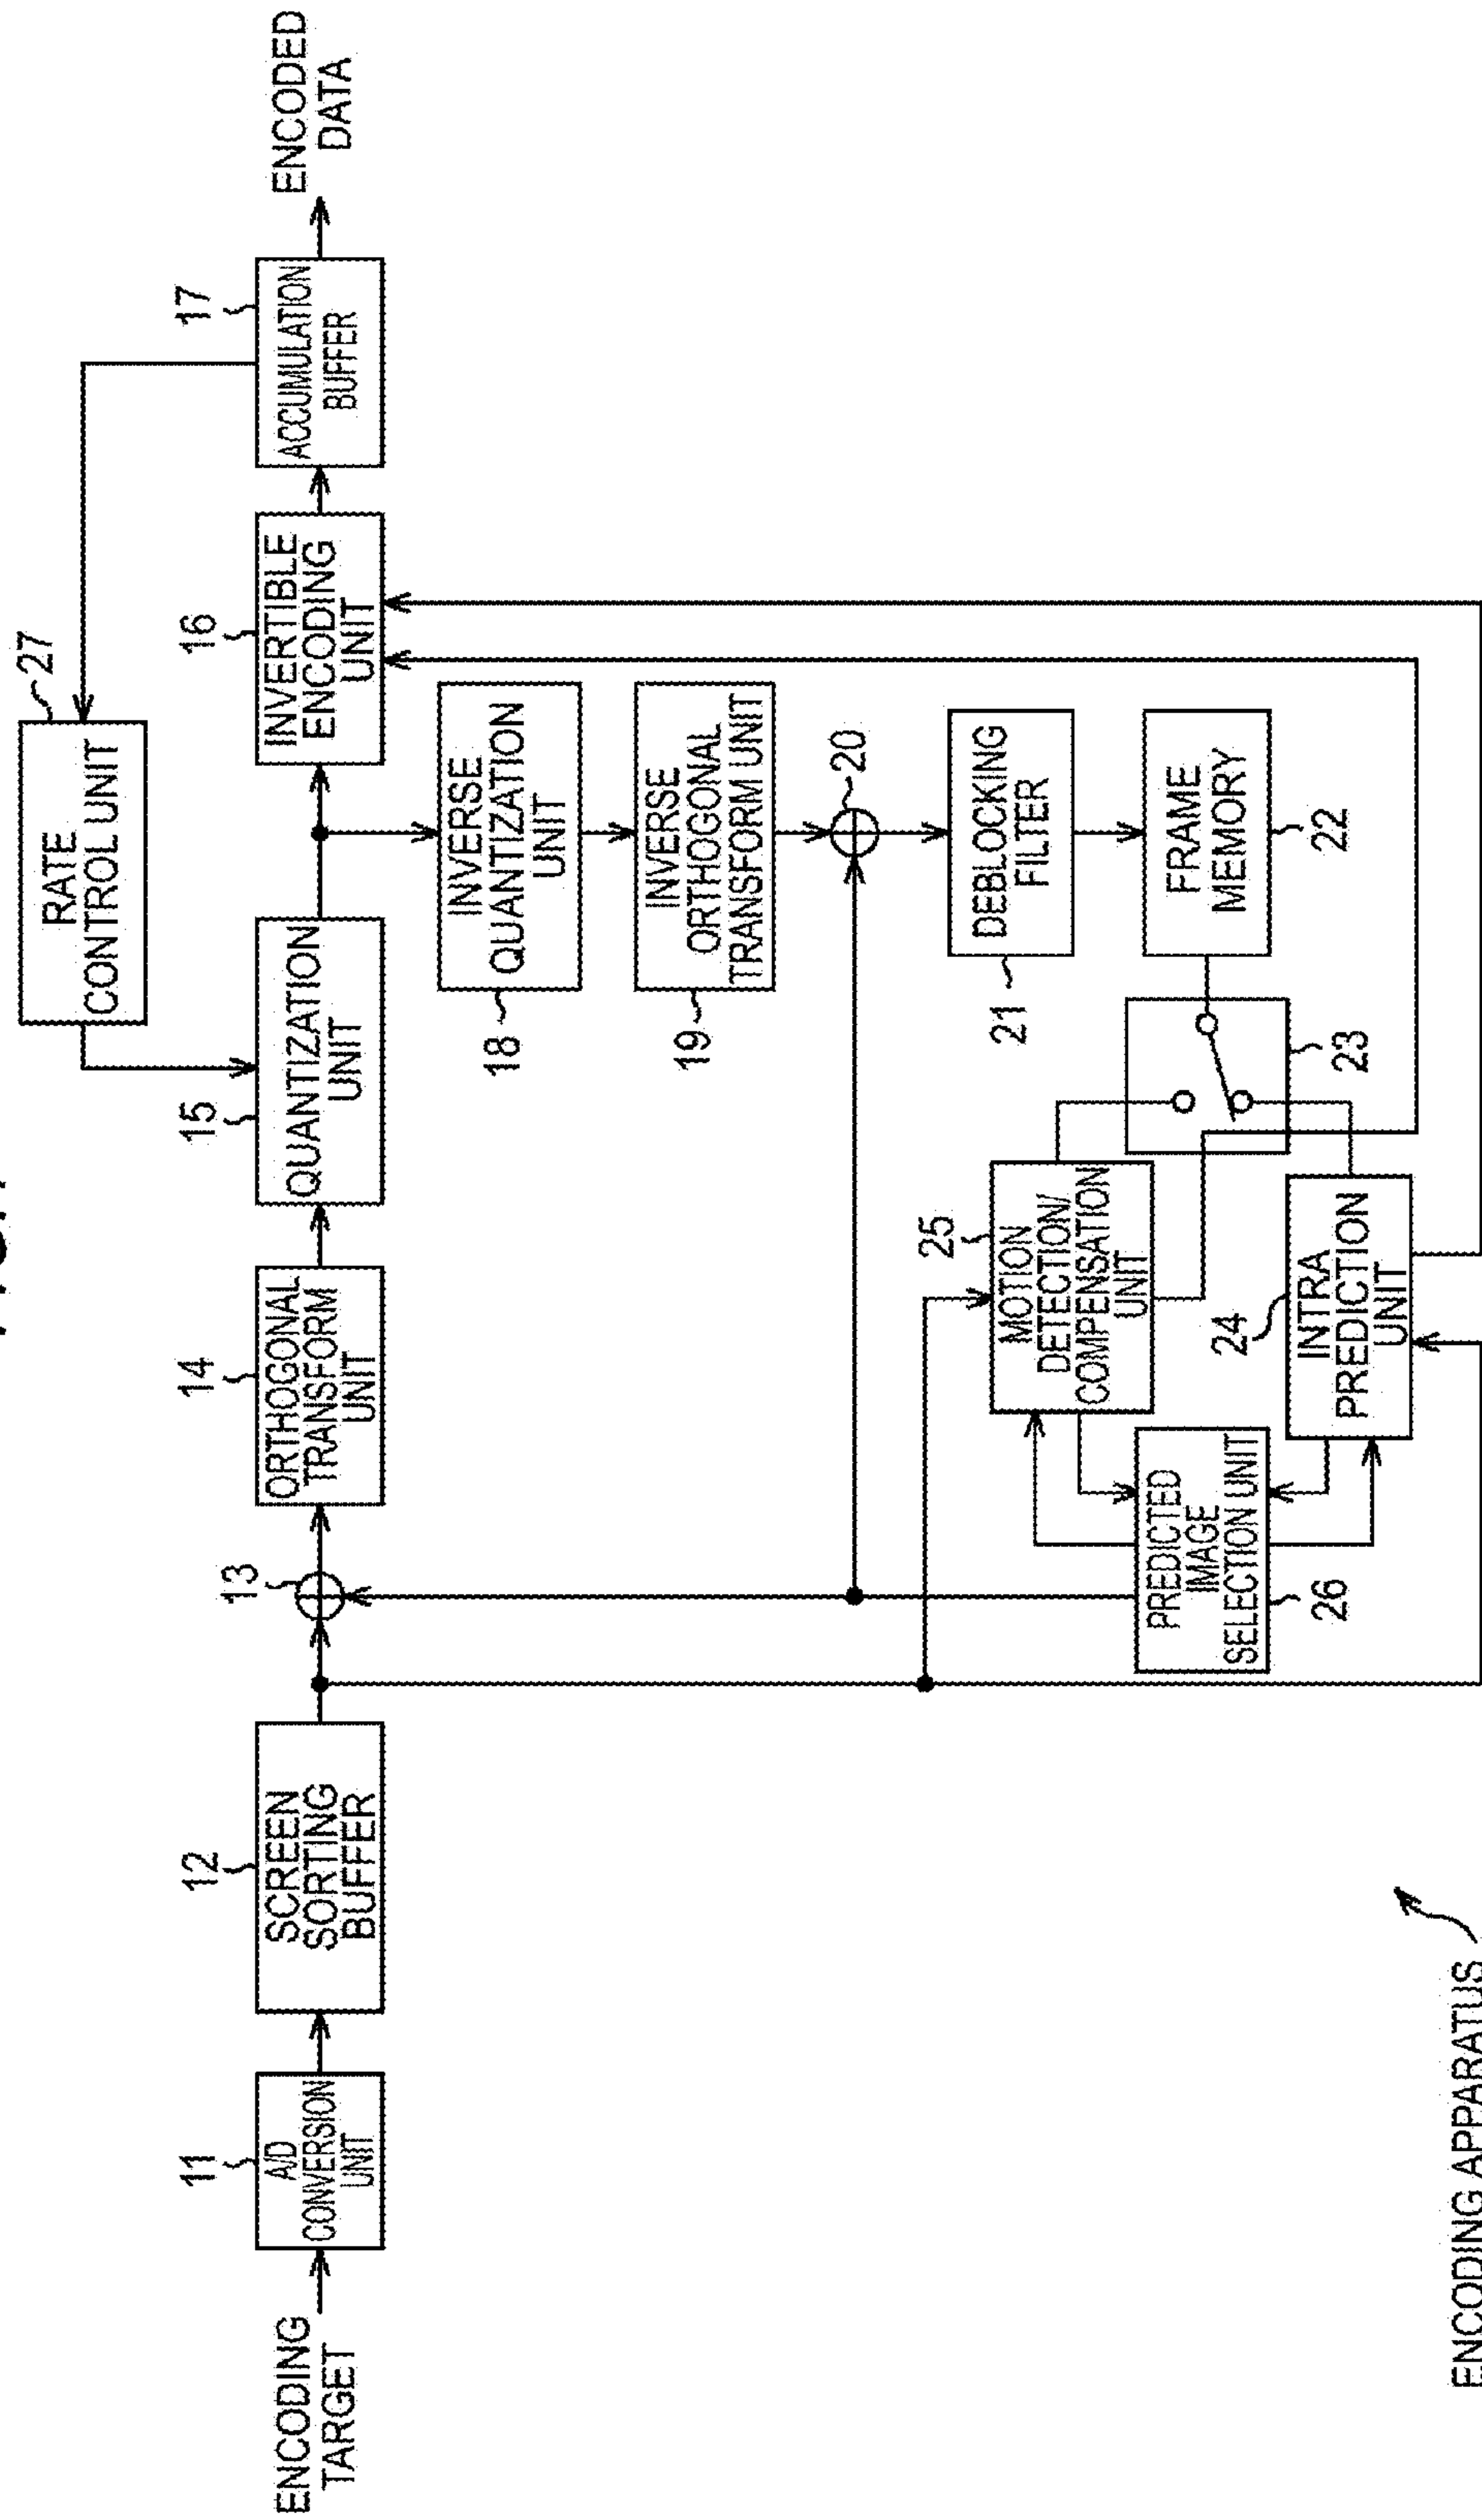 27
RATE
CONTROL UNIT
11
A/D
CONVERSION
UNIT
12
SCREEN
SORTING
BUFFER
13
14
ORTHOGONAL
TRANSFORM
UNIT
15
QUANTIZATION
UNIT
16
INVERTIBLE
ENCODING
UNIT
17
ACCUMULATION
BUFFER
ENCODING
TARGET
ENCODED
DATA
18
INVERSE
QUANTIZATION
UNIT
19
INVERSE
ORTHOGONAL
TRANSFORM UNIT
20
21
DEBLOCKING
FILTER
25
MOTION
DETECTION/
COMPENSATION
UNIT
FRAME
MEMORY
22
23
PREDICTED
IMAGE
SELECTION UNIT
26
24
INTRA
PREDICTION
UNIT
ENCODING APPARATUS